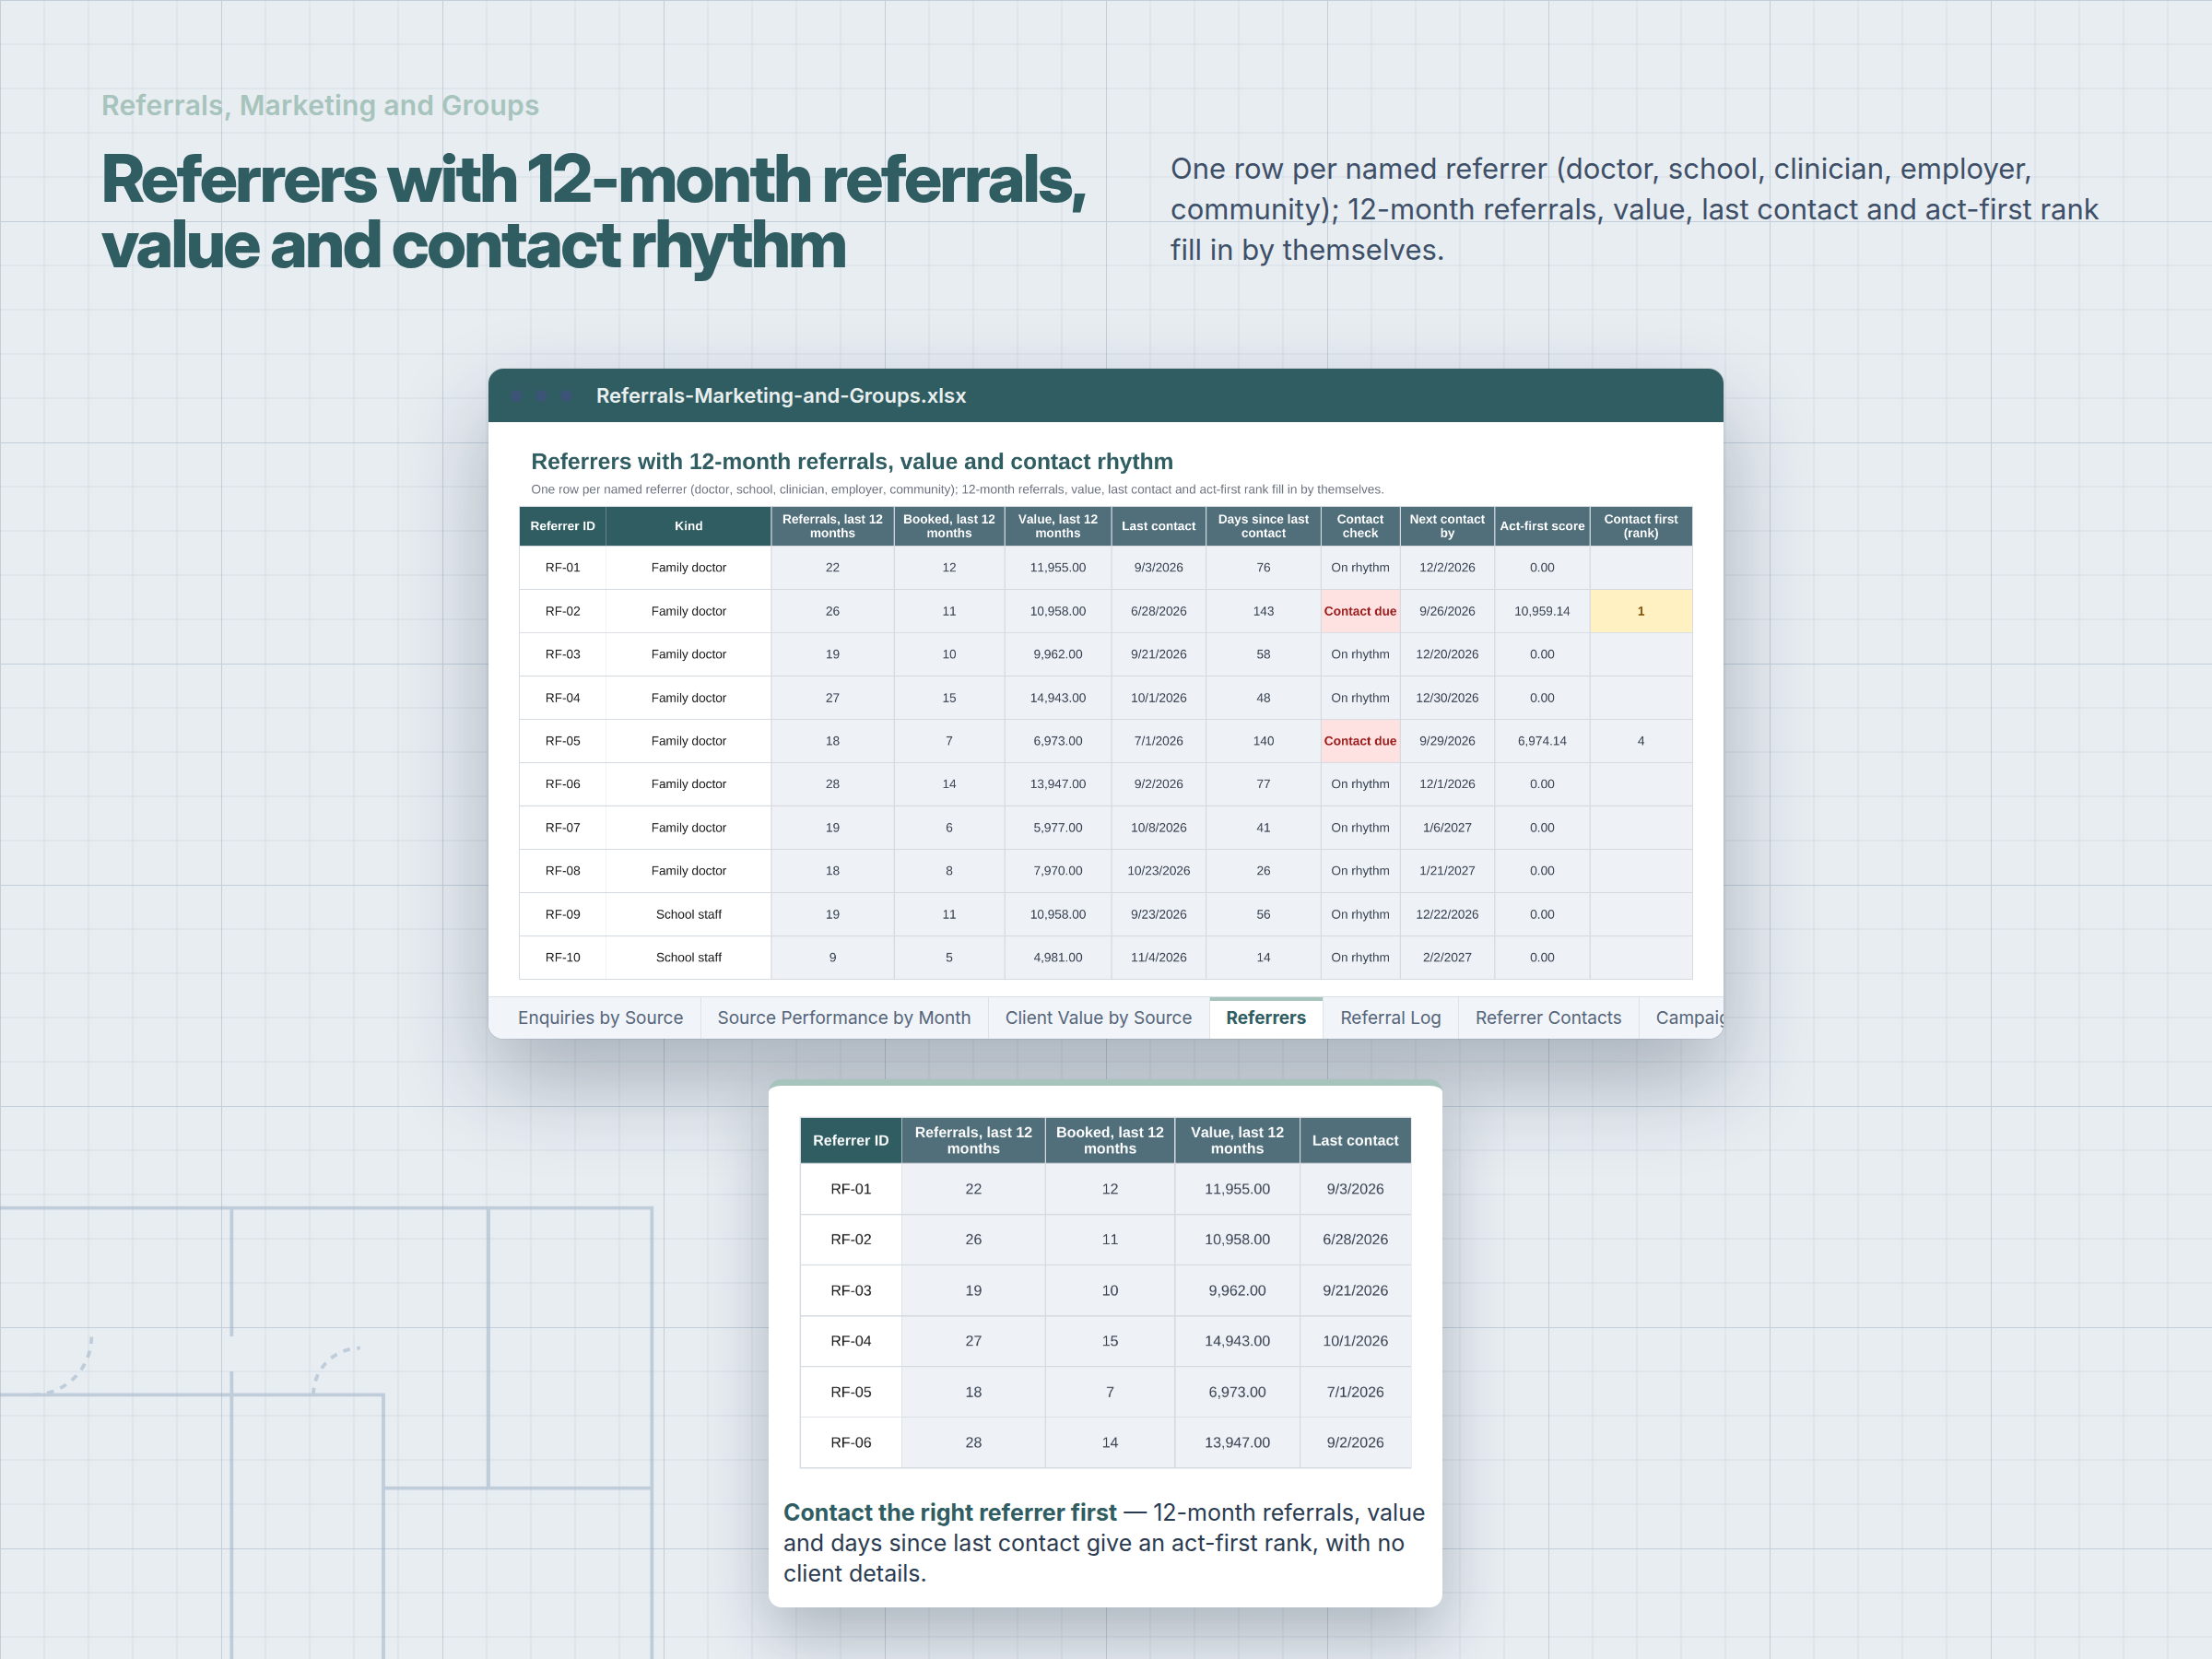 Referrals, Marketing and Groups
Referrers with 12-month referrals,
value and contact rhythm
One row per named referrer (doctor, school, clinician, employer,
community); 12-month referrals, value, last contact and act-first rank
fill in by themselves.
Referrals-Marketing-and-Groups.xlsx
Referrers with 12-month referrals, value and contact rhythm
One row per named referrer (doctor, school, clinician, employer, community); 12-month referrals, value, last contact and act-first rank fill in by themselves.
Referrer ID Kind Referrals, last 12 months Booked, last 12 months Value, last 12 months Last contact Days since last contact Contact check Next contact by Act-first score Contact first (rank)
RF-01 Family doctor 22 12 11,955.00 9/3/2026 76 On rhythm 12/2/2026 0.00
RF-02 Family doctor 26 11 10,958.00 6/28/2026 143 Contact due 9/26/2026 10,959.14 1
RF-03 Family doctor 19 10 9,962.00 9/21/2026 58 On rhythm 12/20/2026 0.00
RF-04 Family doctor 27 15 14,943.00 10/1/2026 48 On rhythm 12/30/2026 0.00
RF-05 Family doctor 18 7 6,973.00 7/1/2026 140 Contact due 9/29/2026 6,974.14 4
RF-06 Family doctor 28 14 13,947.00 9/2/2026 77 On rhythm 12/1/2026 0.00
RF-07 Family doctor 19 6 5,977.00 10/8/2026 41 On rhythm 1/6/2027 0.00
RF-08 Family doctor 18 8 7,970.00 10/23/2026 26 On rhythm 1/21/2027 0.00
RF-09 School staff 19 11 10,958.00 9/23/2026 56 On rhythm 12/22/2026 0.00
RF-10 School staff 9 5 4,981.00 11/4/2026 14 On rhythm 2/2/2027 0.00
Enquiries by Source Source Performance by Month Client Value by Source Referrers Referral Log Referrer Contacts Campaig
Referrer ID Referrals, last 12 months Booked, last 12 months Value, last 12 months Last contact
RF-01 22 12 11,955.00 9/3/2026
RF-02 26 11 10,958.00 6/28/2026
RF-03 19 10 9,962.00 9/21/2026
RF-04 27 15 14,943.00 10/1/2026
RF-05 18 7 6,973.00 7/1/2026
RF-06 28 14 13,947.00 9/2/2026
Contact the right referrer first — 12-month referrals, value
and days since last contact give an act-first rank, with no
client details.